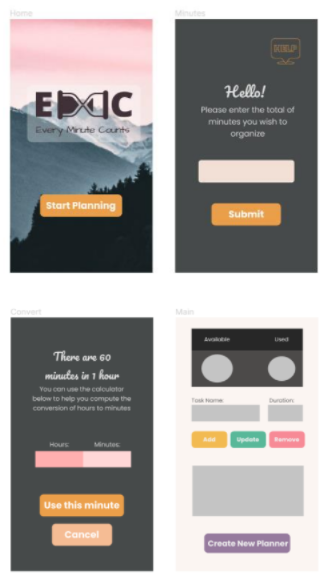 Home
EPIC
Every Minute Counts
Start Planning
Minutes
Hello!
Please enter the total of
minutes you wish to
organize
Submit
Convert
There are 60
minutes in 1 hour
You can use the calculator
below to help you compute the
conversion of hours to minutes
Hours: Minutes:
Use this minute
Cancel
Main
Available Used
Task Name: Duration:
Add Update Remove
Create New Planner